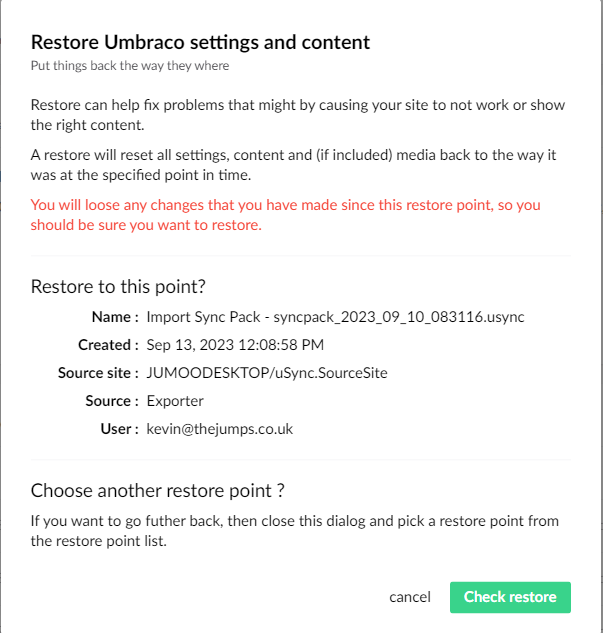 Restore Umbraco settings and content
Put things back the way they where
Restore can help fix problems that might by causing your site to not work or show
the right content.
A restore will reset all settings, content and (if included) media back to the way it
was at the specified point in time.
You will loose any changes that you have made since this restore point, so you
should be sure you want to restore.
Restore to this point?
Name : Import Sync Pack - syncpack_2023_09_10_083116.usync
Created : Sep 13, 2023 12:08:58 PM
Source site : JUMOODESKTOP/uSync.SourceSite
Source : Exporter
User : kevin@thejumps.co.uk
Choose another restore point ?
If you want to go futher back, then close this dialog and pick a restore point from
the restore point list.
cancel Check restore